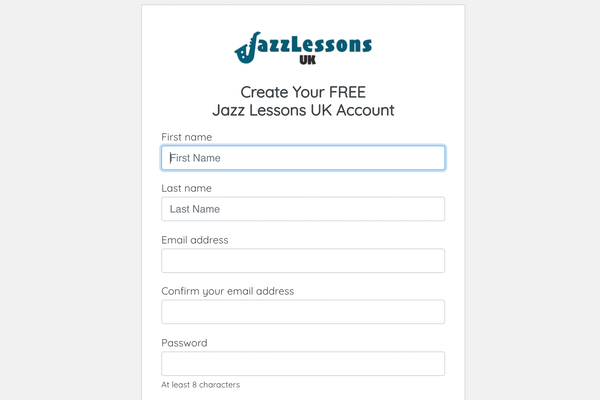 JazzLessons
UK
Create Your FREE
Jazz Lessons UK Account
First name
First Name
Last name
Last Name
Email address
Confirm your email address
Password
At least 8 characters